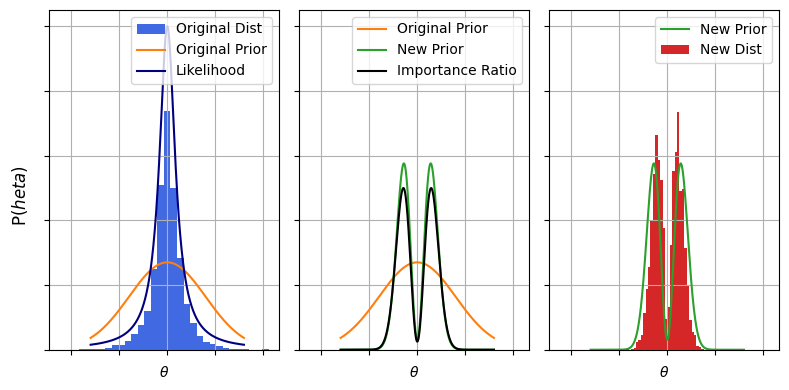 P(heta)
Original Dist
Original Prior
Likelihood
θ
Original Prior
New Prior
Importance Ratio
θ
New Prior
New Dist
θ